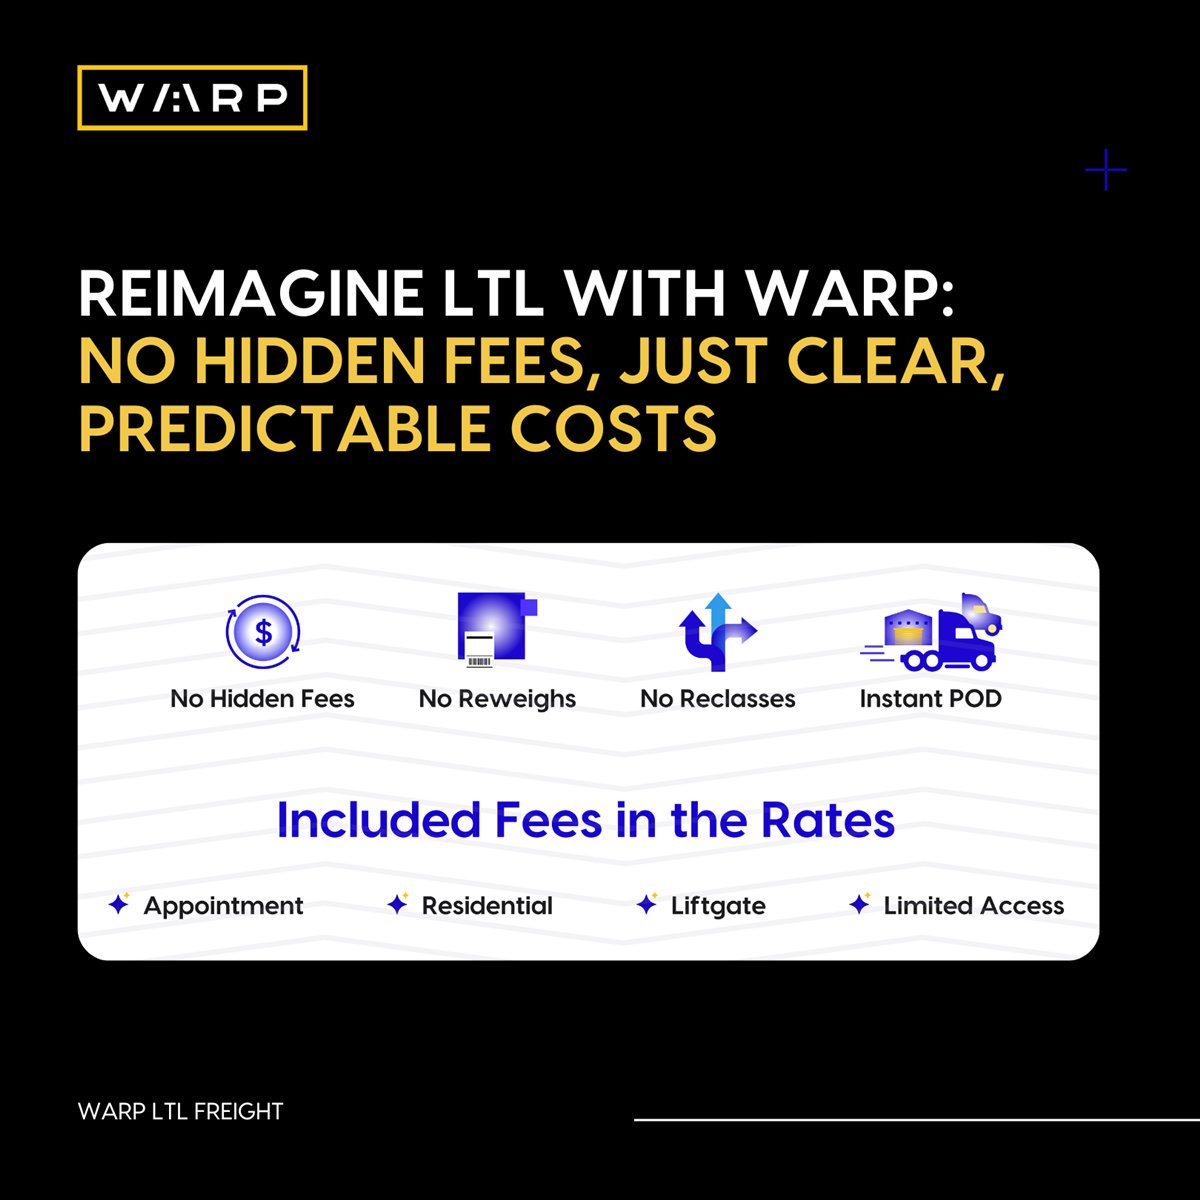 WARP
REIMAGINE LTL WITH WARP:
NO HIDDEN FEES, JUST CLEAR,
PREDICTABLE COSTS
$
No Hidden Fees
No Reweighs
No Reclasses
Instant POD
Included Fees in the Rates
Appointment
Residential
Liftgate
Limited Access
WARP LTL FREIGHT